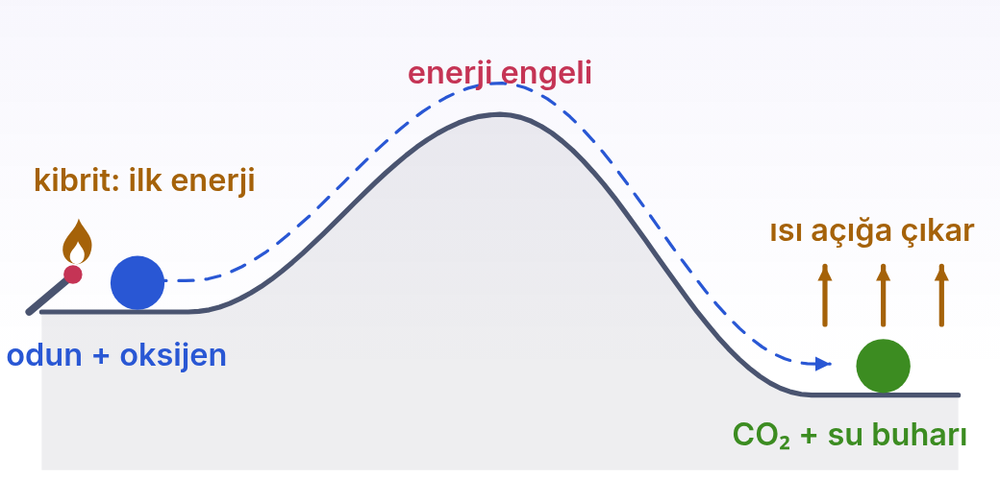 enerji engeli
kibrit: ilk enerji
ısı açığa çıkar
odun + oksijen
CO₂ + su buharı